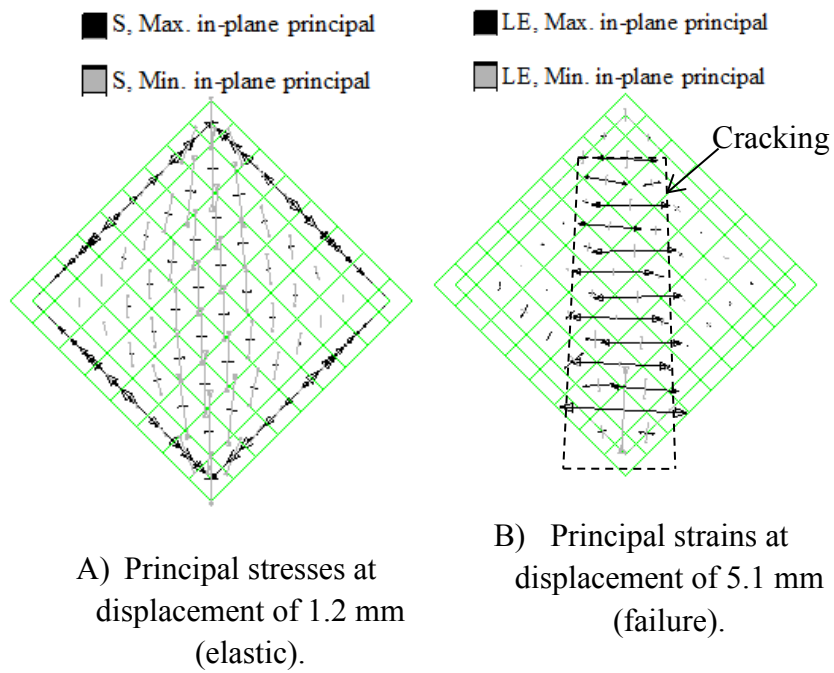 S, Max. in-plane principal
S, Min. in-plane principal
LE, Max. in-plane principal
LE, Min. in-plane principal
Cracking
A) Principal stresses at
displacement of 1.2 mm
(elastic).
B) Principal strains at
displacement of 5.1 mm
(failure).